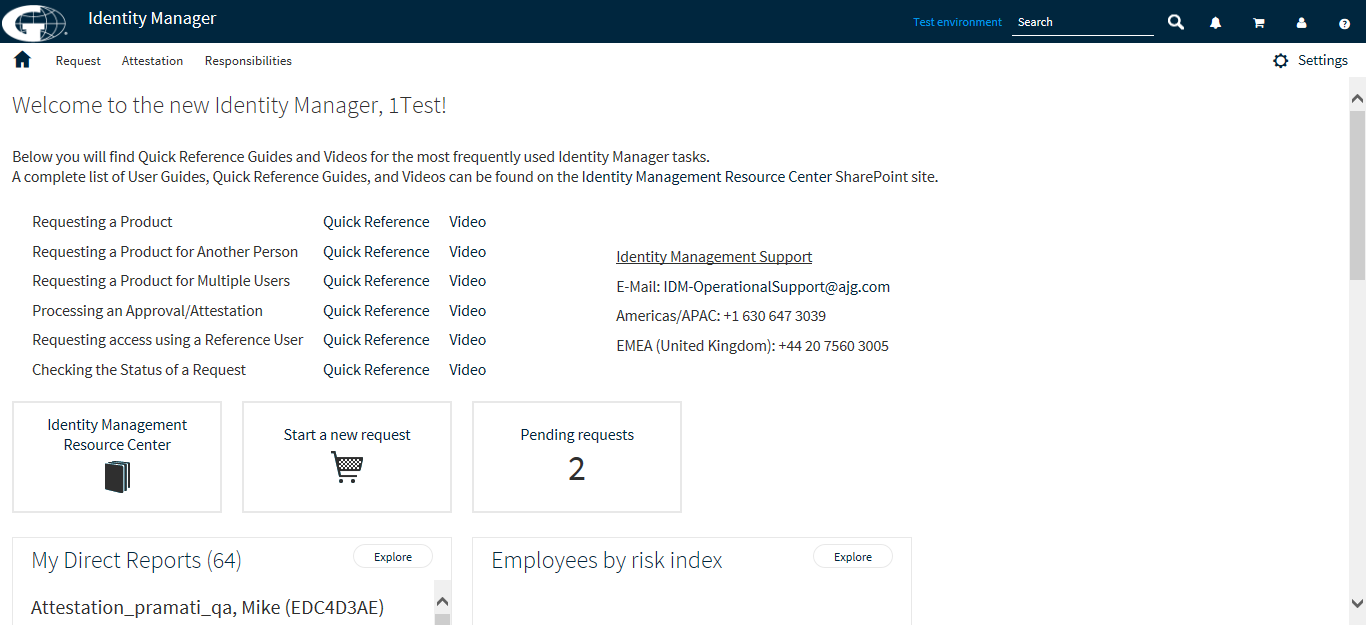 Identity Manager
Test environment
Search
Request Attestation Responsibilities
Settings
Welcome to the new Identity Manager, 1Test!
Below you will find Quick Reference Guides and Videos for the most frequently used Identity Manager tasks.
A complete list of User Guides, Quick Reference Guides, and Videos can be found on the Identity Management Resource Center SharePoint site.
Requesting a Product Quick Reference Video
Requesting a Product for Another Person Quick Reference Video
Requesting a Product for Multiple Users Quick Reference Video
Processing an Approval/Attestation Quick Reference Video
Requesting access using a Reference User Quick Reference Video
Checking the Status of a Request Quick Reference Video
Identity Management Support
E-Mail: IDM-OperationalSupport@ajg.com
Americas/APAC: +1 630 647 3039
EMEA (United Kingdom): +44 20 7560 3005
Identity Management
Resource Center
Start a new request
Pending requests
2
My Direct Reports (64)
Explore
Attestation_pramati_qa, Mike (EDC4D3AE)
Employees by risk index
Explore